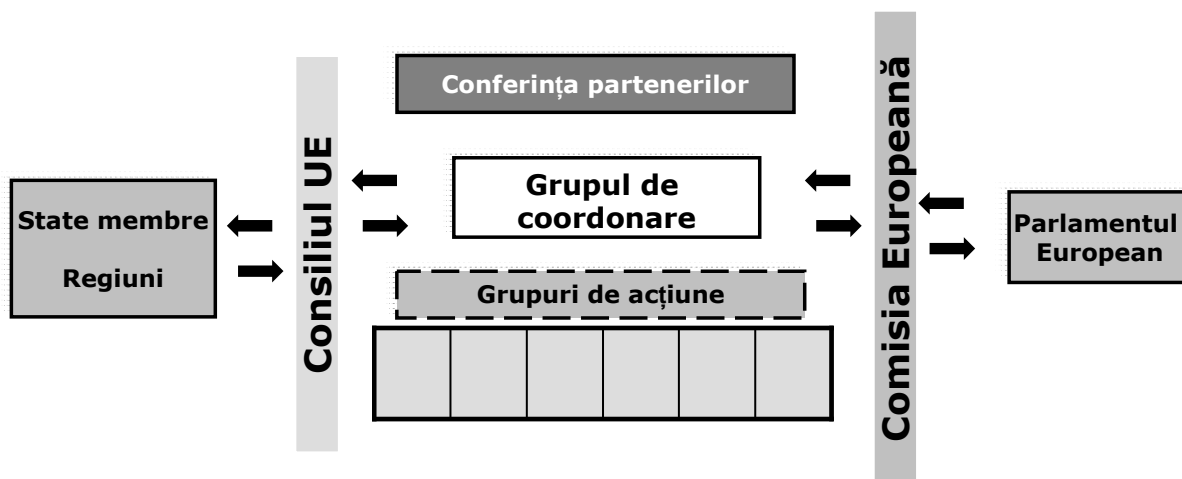 State membre
Regiuni
Consiliul UE
Conferința partenerilor
Grupul de
coordonare
Grupuri de acțiune
Comisia Europeană
Parlamentul
European